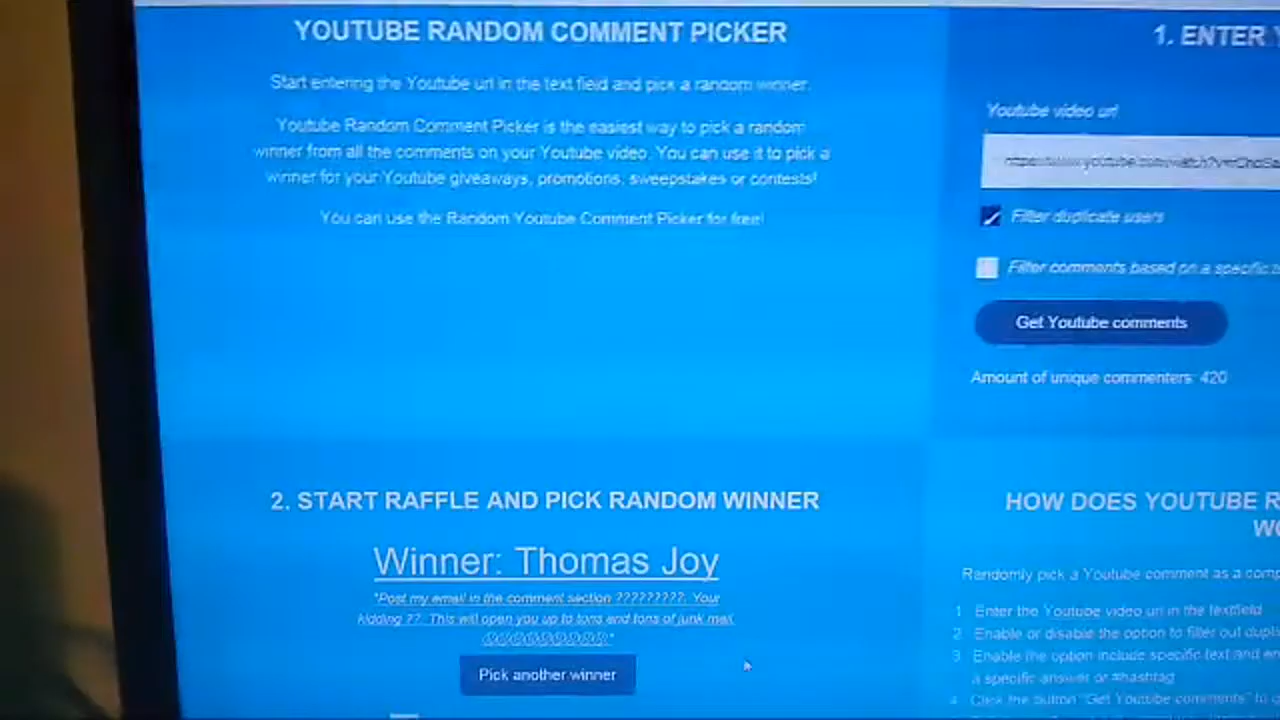 YOUTUBE RANDOM COMMENT PICKER
Start entering the Youtube url in the text field and pick a random winner.
Youtube Random Comment Picker is the easiest way to pick a random
winner from all the comments on your Youtube video. You can use it to pick a
winner for your Youtube giveaways, promotions, sweepstakes or contests!
You can use the Random Youtube Comment Picker for free!
1. ENTER
Youtube video url
Filter duplicate users
Filter comments based on a specific
Get Youtube comments
Amount of unique commenters: 420
2. START RAFFLE AND PICK RANDOM WINNER
Winner: Thomas Joy
"Post my email in the comment section ?????????. Your
kidding ??. This will open you up to tons and tons of junk mail
Pick another winner
HOW DOES YOUTUBE R
Randomly pick a Youtube comment as a
1 Enter the Youtube video url in the textfield
2 Enable or disable the option to filter out
3 Enable the option include specific text and
a specific answer or #hashtag
4 Click the button "Get Youtube comments" to